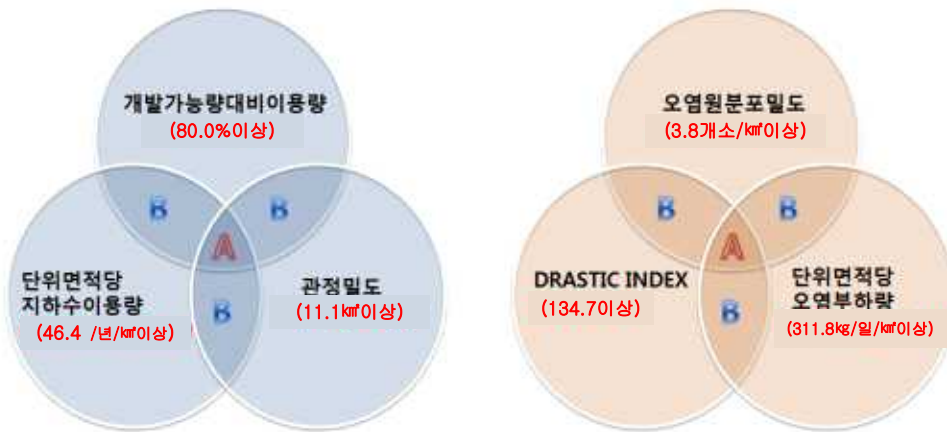 개발가능량대비이용량
(80.0%이상)
B
B
A
단위면적당
지하수이용량
(46.4 /년/㎢이상)
B
관정밀도
(11.1㎢이상)
오염원분포밀도
(3.8개소/㎢이상)
B
B
A
DRASTIC INDEX
(134.7이상)
B
단위면적당
오염부하량
(311.8㎏/일/㎢이상)